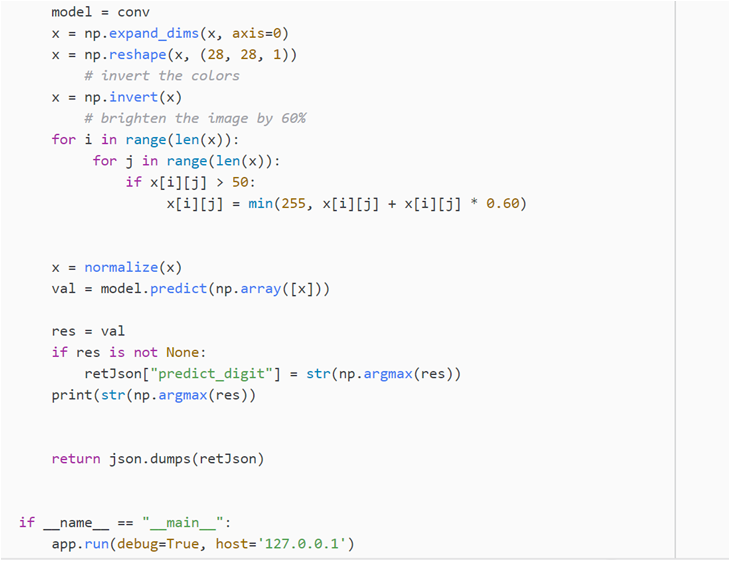 model = conv
x = np.expand_dims(x, axis=0)
x = np.reshape(x, (28, 28, 1))
# invert the colors
x = np.invert(x)
# brighten the image by 60%
for i in range(len(x)):
for j in range(len(x)):
if x[i][j] > 50:
x[i][j] = min(255, x[i][j] + x[i][j] * 0.60)
x = normalize(x)
val = model.predict(np.array([x]))
res = val
if res is not None:
retJson["predict_digit"] = str(np.argmax(res))
print(str(np.argmax(res))
return json.dumps(retJson)
if __name__ == "__main__":
app.run(debug=True, host='127.0.0.1')